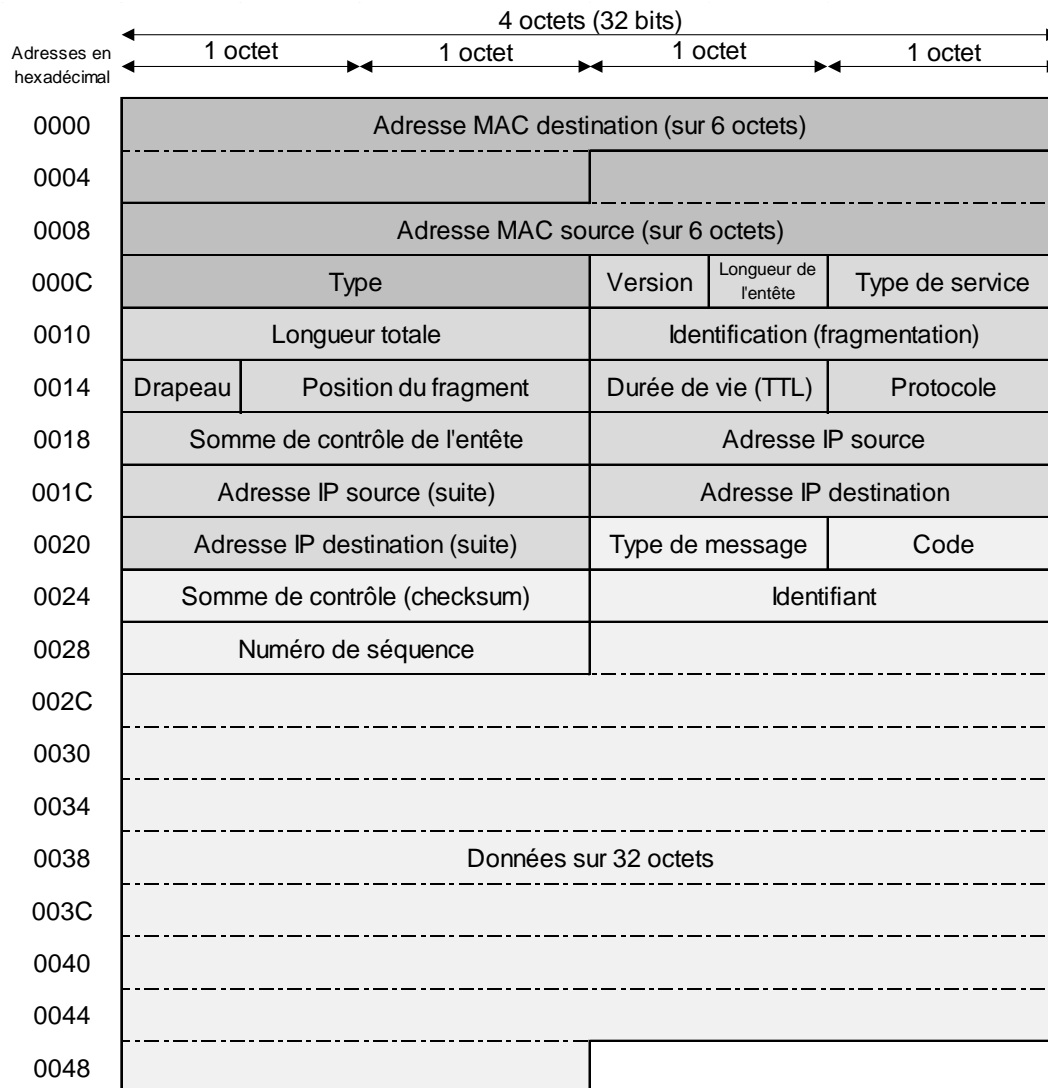 4 octets (32 bits)
Adresses en
hexadécimal
1 octet
1 octet
1 octet
1 octet
0000
Adresse MAC destination (sur 6 octets)
0004
0008
Adresse MAC source (sur 6 octets)
000C
Type
Version
Longueur de
l'entête
Type de service
0010
Longueur totale
Identification (fragmentation)
0014
Drapeau
Position du fragment
Durée de vie (TTL)
Protocole
0018
Somme de contrôle de l'entête
Adresse IP source
001C
Adresse IP source (suite)
Adresse IP destination
0020
Adresse IP destination (suite)
Type de message
Code
0024
Somme de contrôle (checksum)
Identifiant
0028
Numéro de séquence
002C
0030
0034
0038
Données sur 32 octets
003C
0040
0044
0048